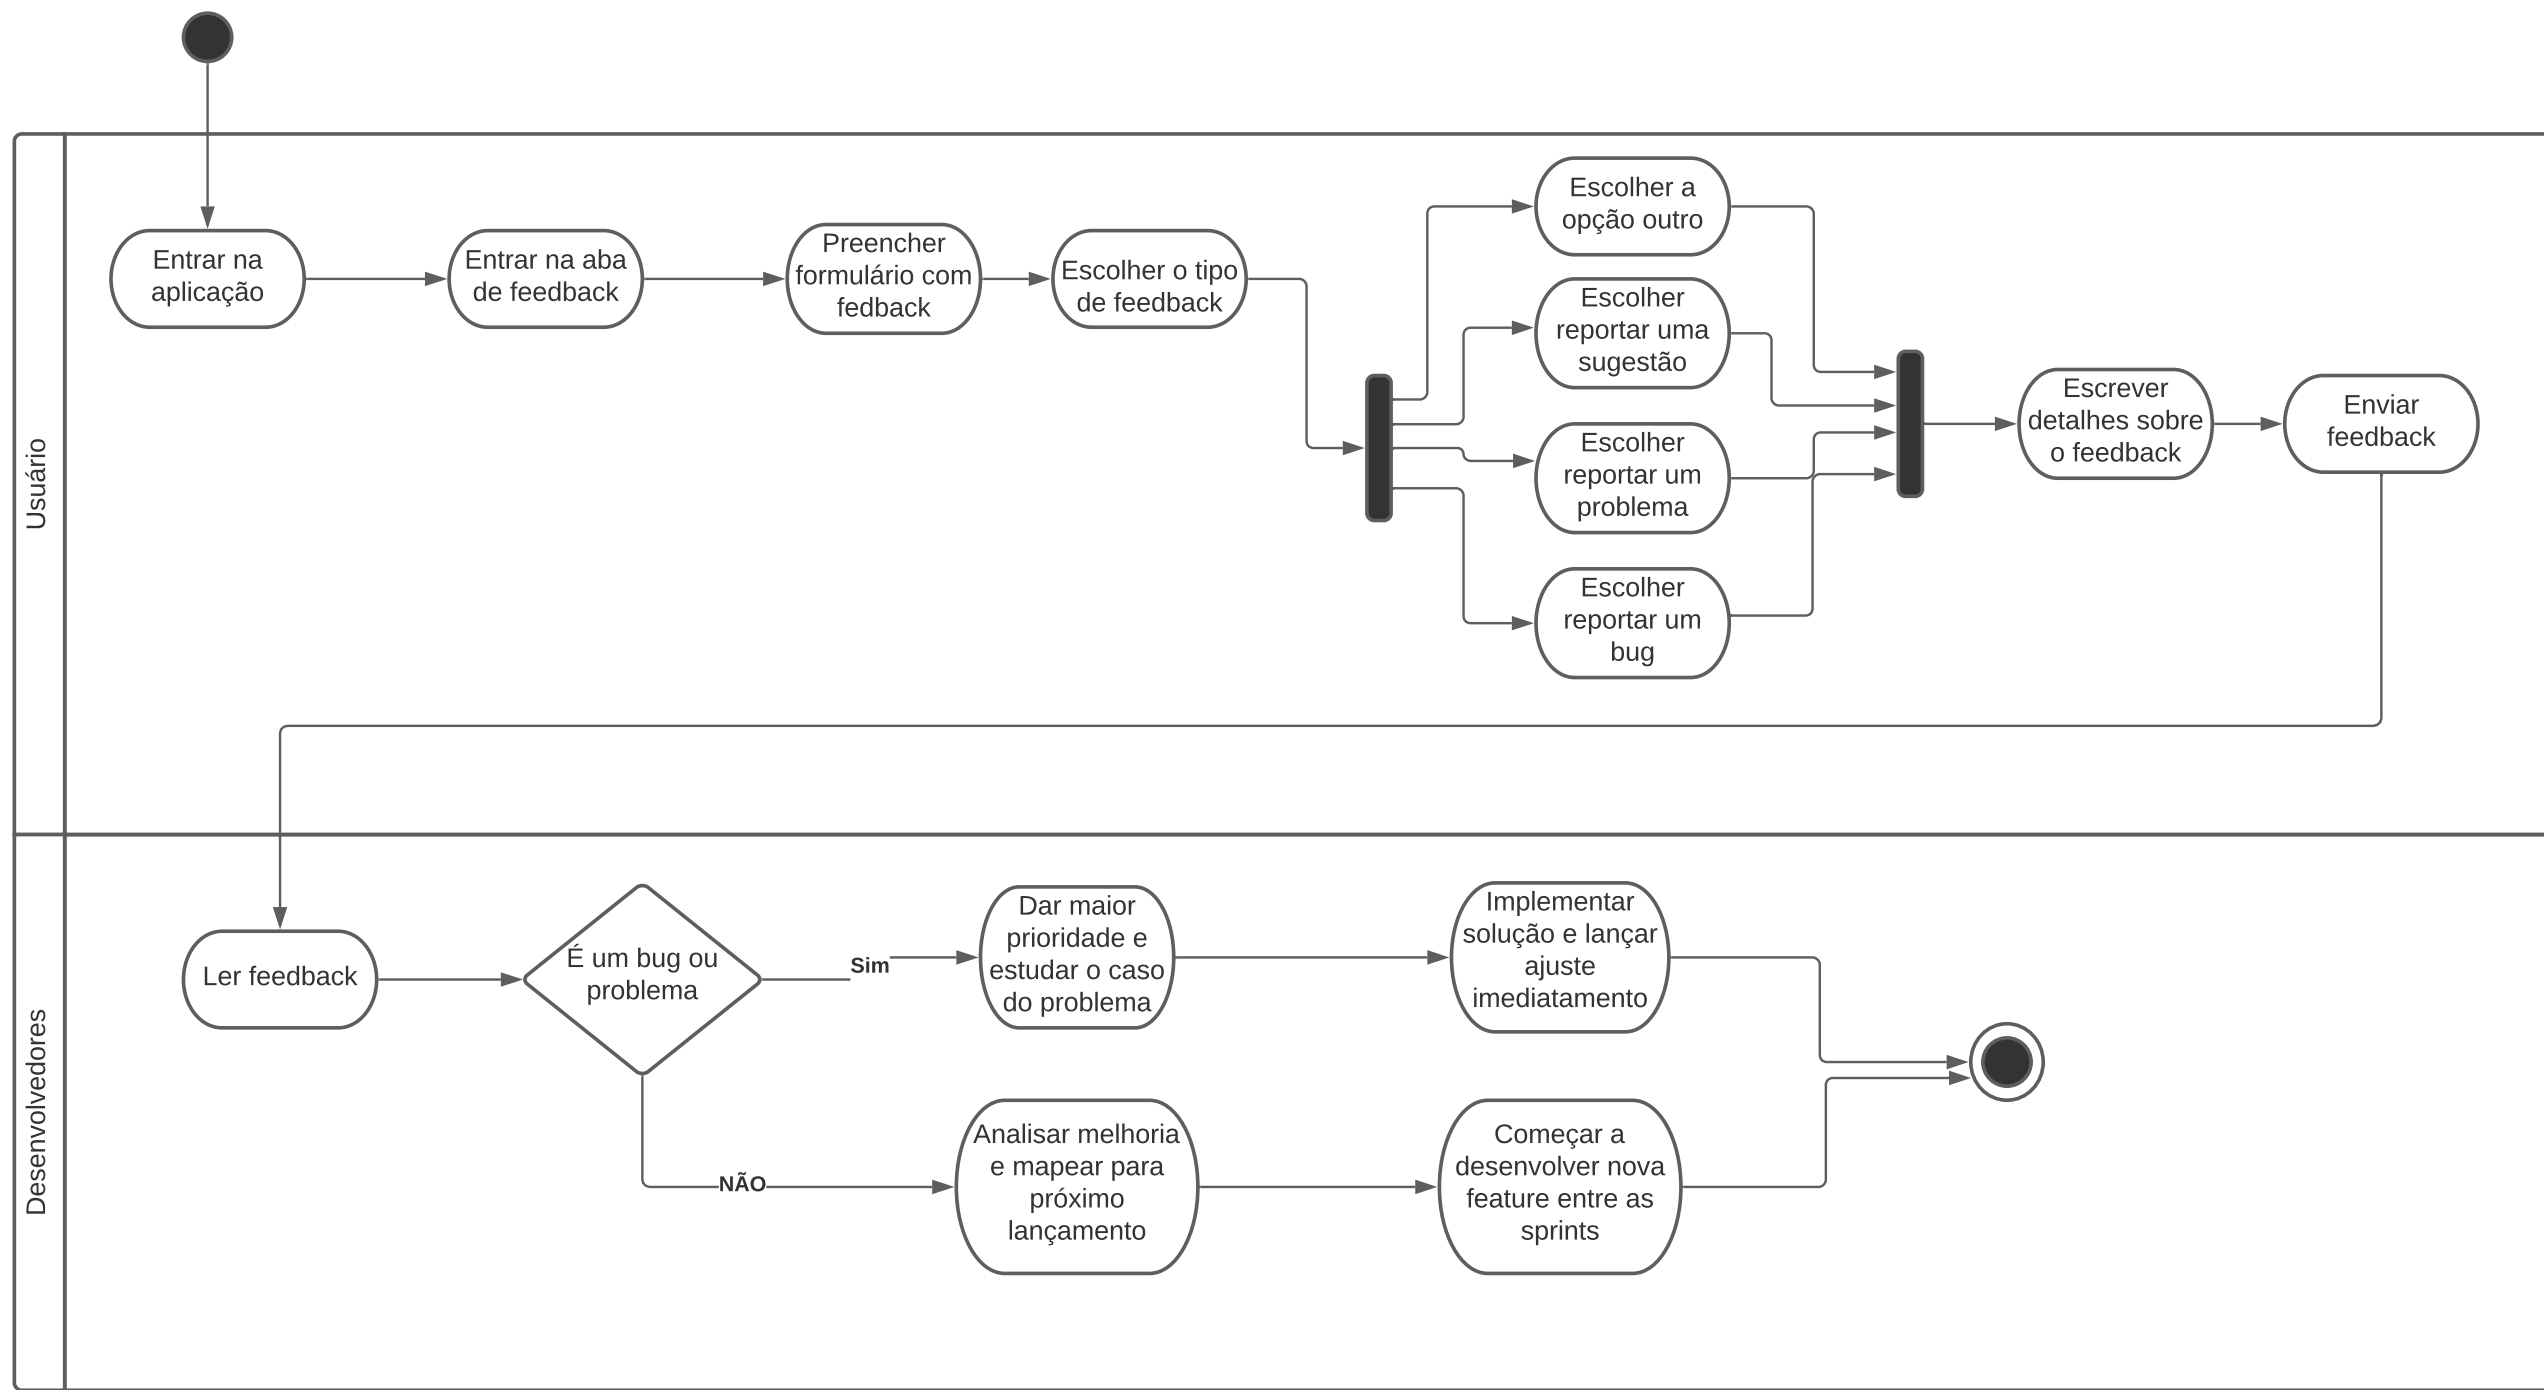 Usuário
Entrar na
aplicação
Entrar na aba
de feedback
Preencher
formulário com
fedback
Escolher o tipo
de feedback
Escolher a
opção outro
Escolher
reportar uma
sugestão
Escolher
reportar um
problema
Escolher
reportar um
bug
Escrever
detalhes sobre
o feedback
Enviar
feedback
Desenvolvedores
Ler feedback
É um bug ou
problema
Sim
Dar maior
prioridade e
estudar o caso
do problema
Implementar
solução e lançar
ajuste
imediatamento
NÃO
Analisar melhoria
e mapear para
próximo
lançamento
Começar a
desenvolver nova
feature entre as
sprints